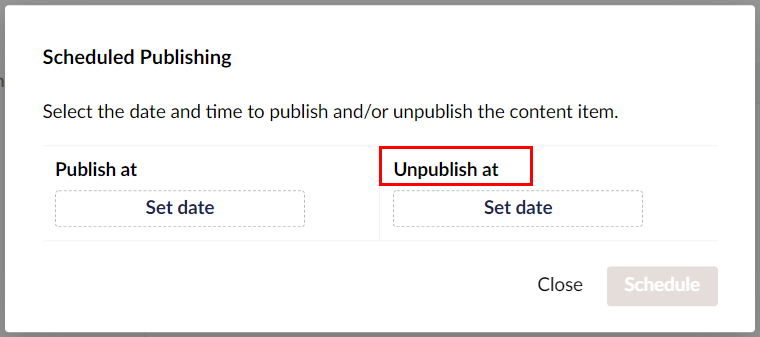 Scheduled Publishing
Select the date and time to publish and/or unpublish the content item.
Publish at
Unpublish at
Set date
Set date
Close
Schedule